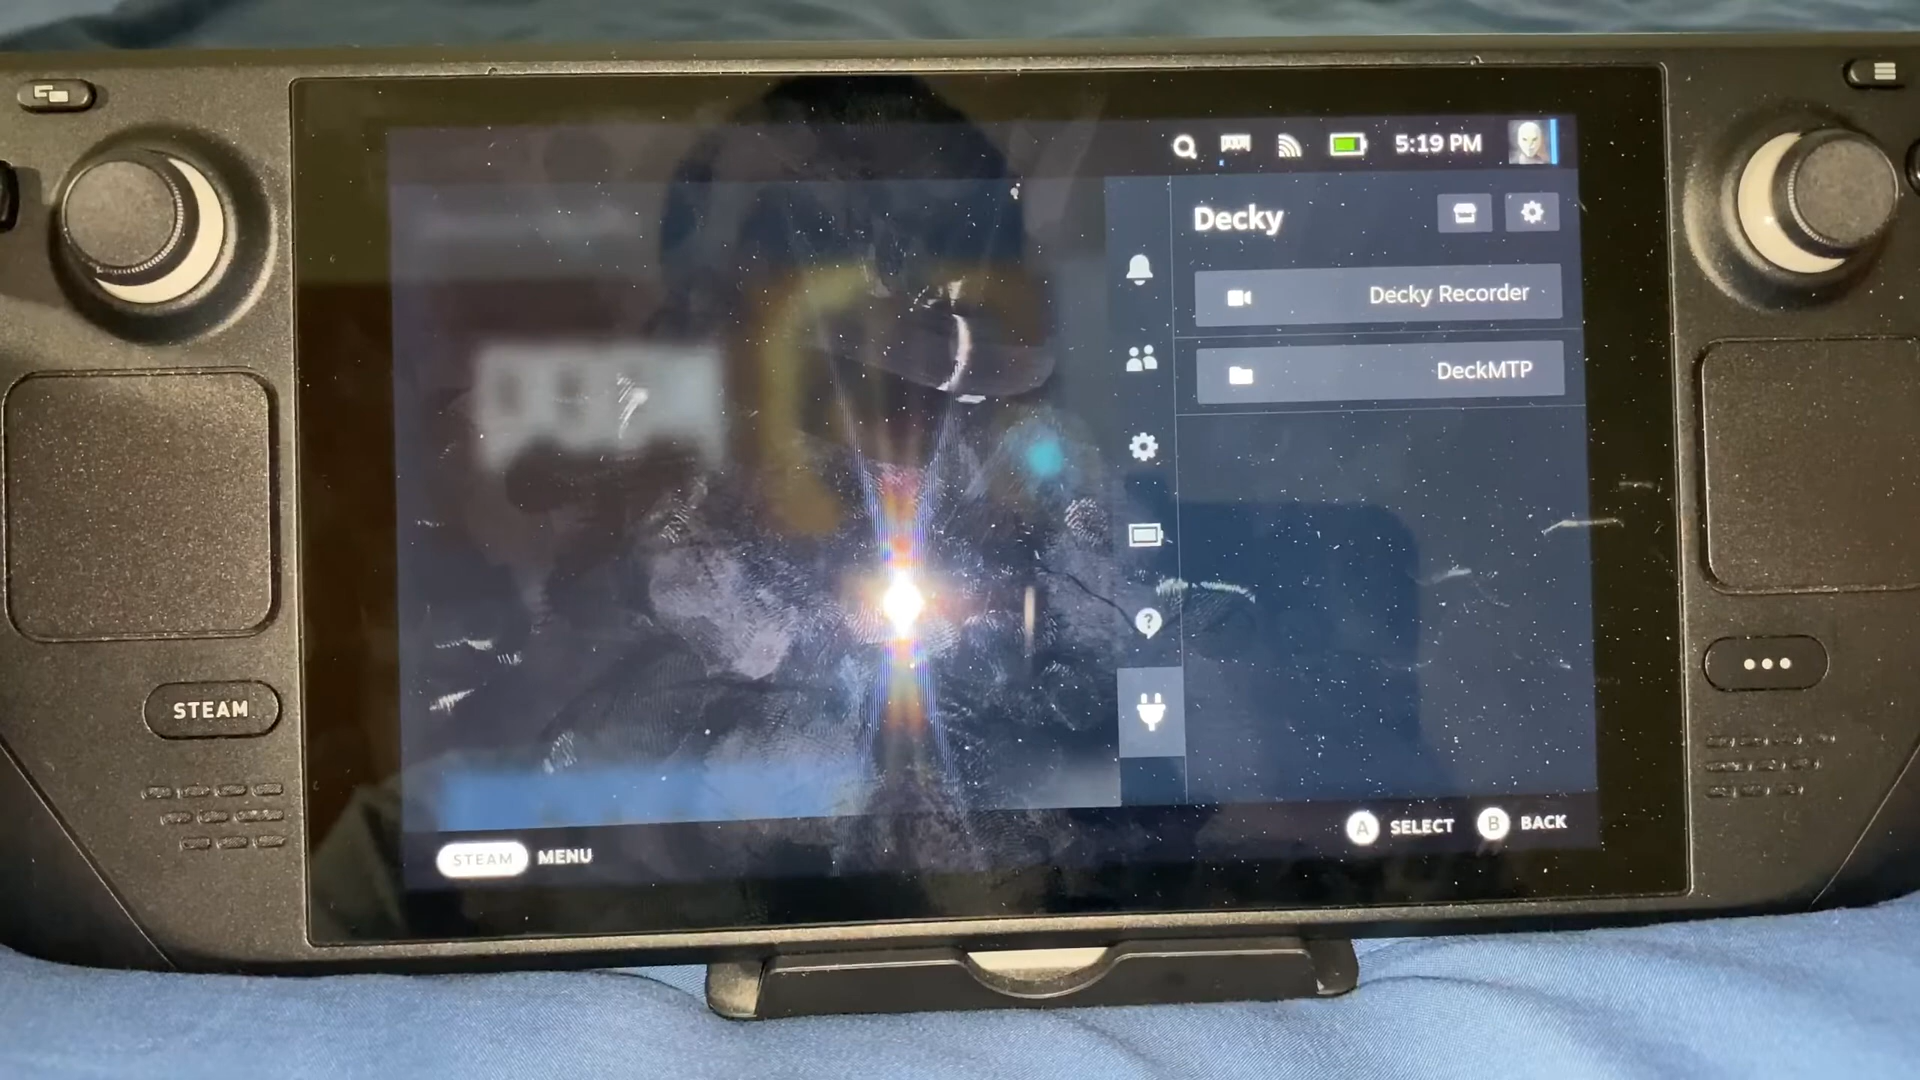 5:19 PM
Decky
Decky Recorder
DeckMTP
STEAM
STEAM MENU
A SELECT B BACK